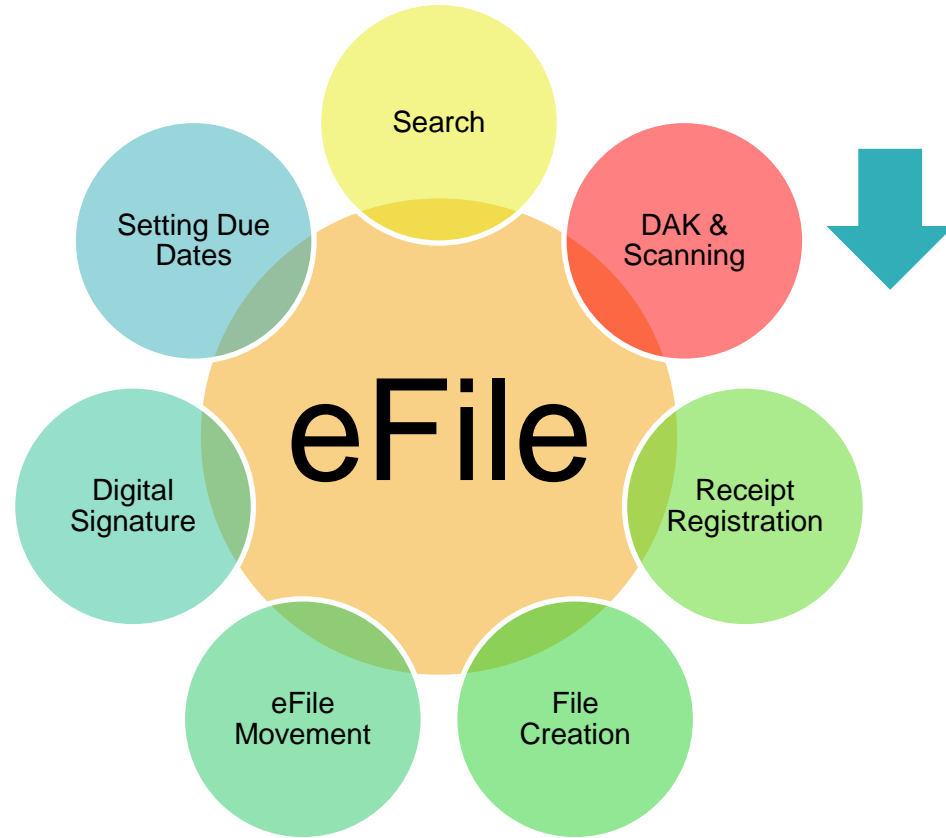 Search
DAK &
Scanning
Receipt
Registration
File
Creation
eFile
Movement
Digital
Signature
Setting Due
Dates
eFile